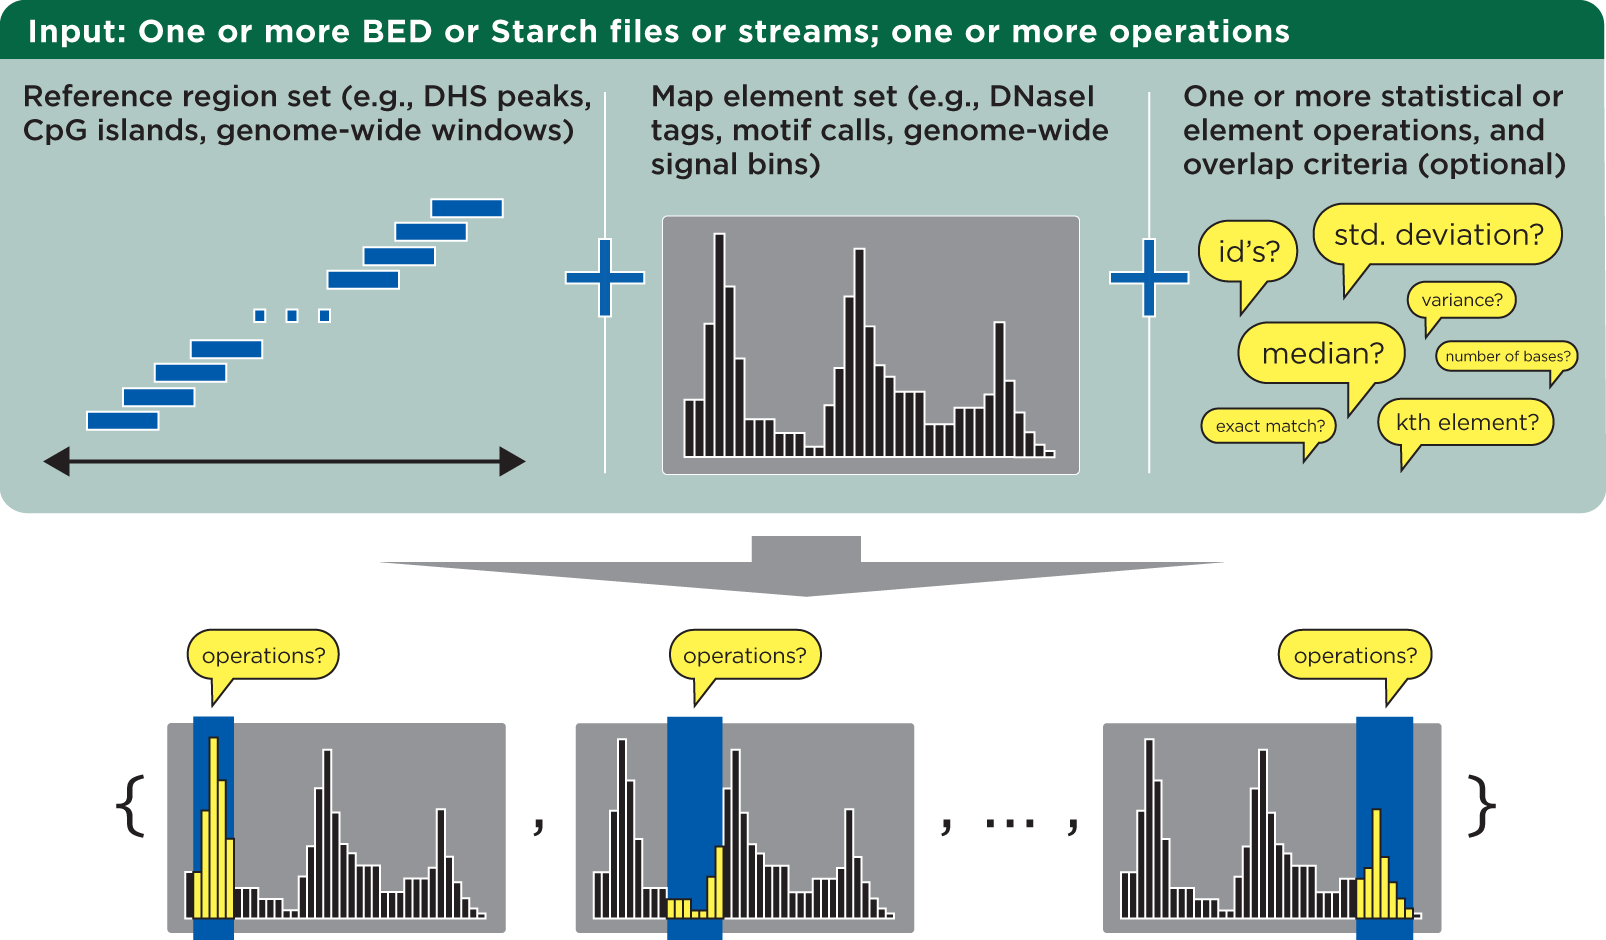 Input: One or more BED or Starch files or streams; one or more operations
Reference region set (e.g., DHS peaks,
CpG islands, genome-wide windows)
Map element set (e.g., DNaseI
tags, motif calls, genome-wide
signal bins)
One or more statistical or
element operations, and
overlap criteria (optional)
id's?
std. deviation?
variance?
median?
number of bases?
exact match?
kth element?
operations?
operations?
operations?
{ , , ... , }